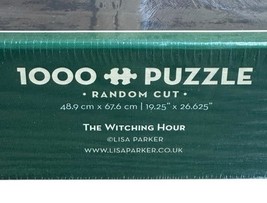 1000 PUZZLE
• RANDOM CUT •
48.9 cm x 67.6 cm | 19.25" x 26.625"
THE WITCHING HOUR
©LISA PARKER
WWW.LISAPARKER.CO.UK